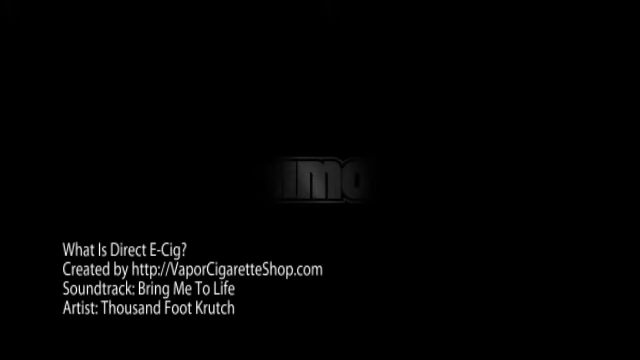 What Is Direct E-Cig?
Created by http://VaporCigaretteShop.com
Soundtrack: Bring Me To Life
Artist: Thousand Foot Krutch